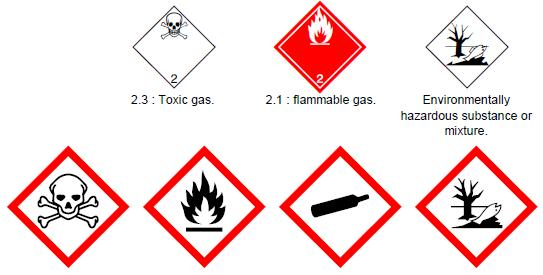 2
2
2.3 : Toxic gas.
2.1 : flammable gas.
Environmentally
hazardous substance or
mixture.